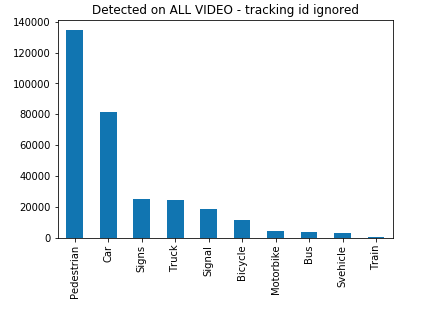 Detected on ALL VIDEO - tracking id ignored
140000
120000
100000
80000
60000
40000
20000
0
Pedestrian
Car
Signs
Truck
Signal
Bicycle
Motorbike
Bus
Svehicle
Train